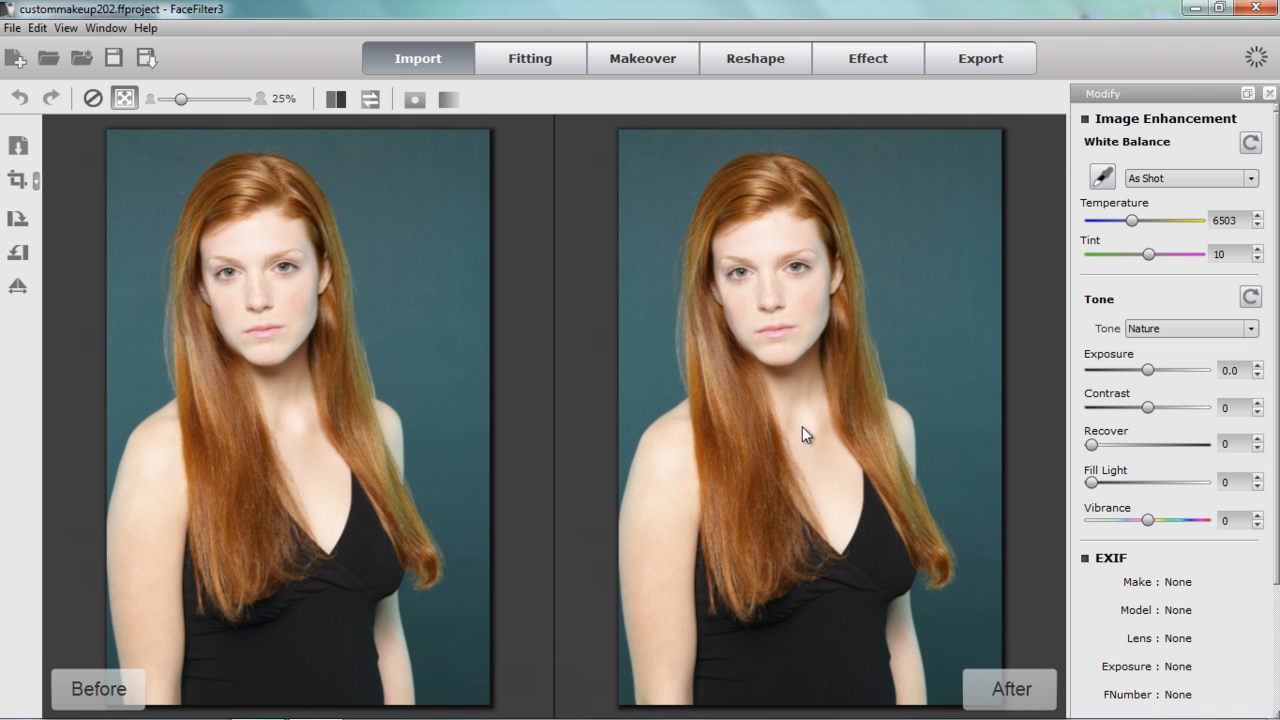 custommakeup202.ffproject - FaceFilter3
File Edit View Window Help
Import Fitting Makeover Reshape Effect Export
25%
Modify
Image Enhancement
White Balance
As Shot
Temperature
6503
Tint
10
Tone
Tone Nature
Exposure
0.0
Contrast
0
Recover
0
Fill Light
0
Vibrance
0
EXIF
Make : None
Model : None
Lens : None
Exposure : None
FNumber : None
Before
After